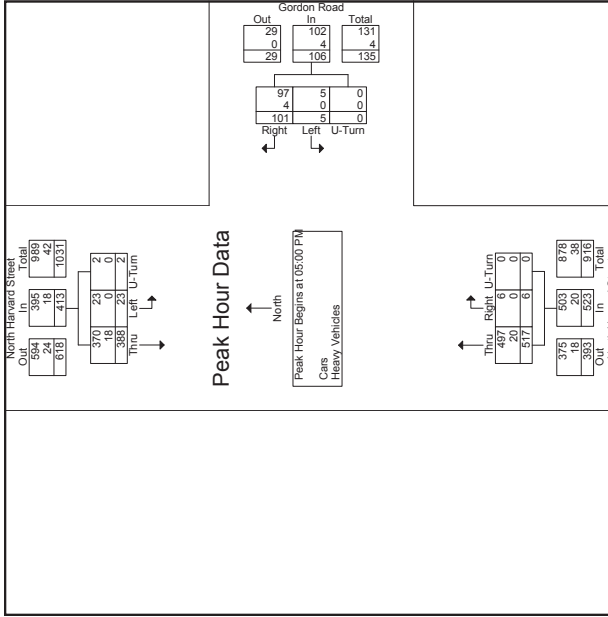 Gordon Road
Out In Total
29 102 131
0 4 4
29 106 135
97 5 0
4 0 0
101 5 0
Right Left U-Turn
North Harvard Street
Out In Total
594 395 989
24 18 42
618 413 1031
370 23 2
18 0 0
388 23 2
Thru Left U-Turn
Peak Hour Data
North
Peak Hour Begins at 05:00 PM
Cars
Heavy Vehicles
Thru Right U-Turn
497 6 0
20 0 0
517 6 0
375 503 878
18 20 38
393 523 916
Out In Total